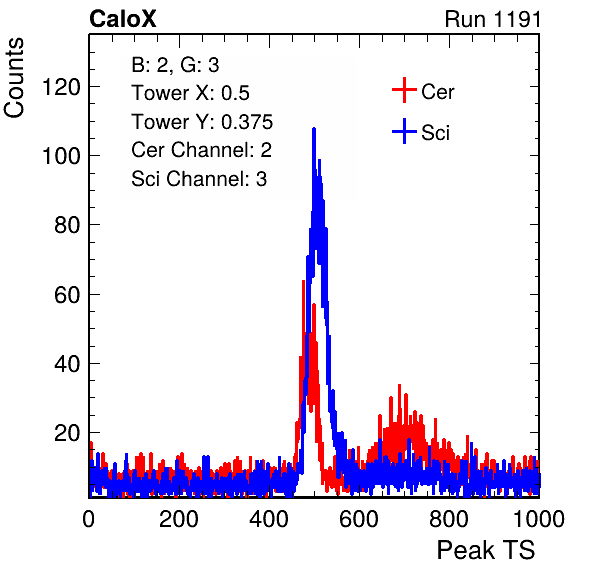 CaloX Run 1191
Counts
B: 2, G: 3
Tower X: 0.5
Tower Y: 0.375
Cer Channel: 2
Sci Channel: 3
Cer
Sci
120
100
80
60
40
20
0 200 400 600 800 1000
Peak TS